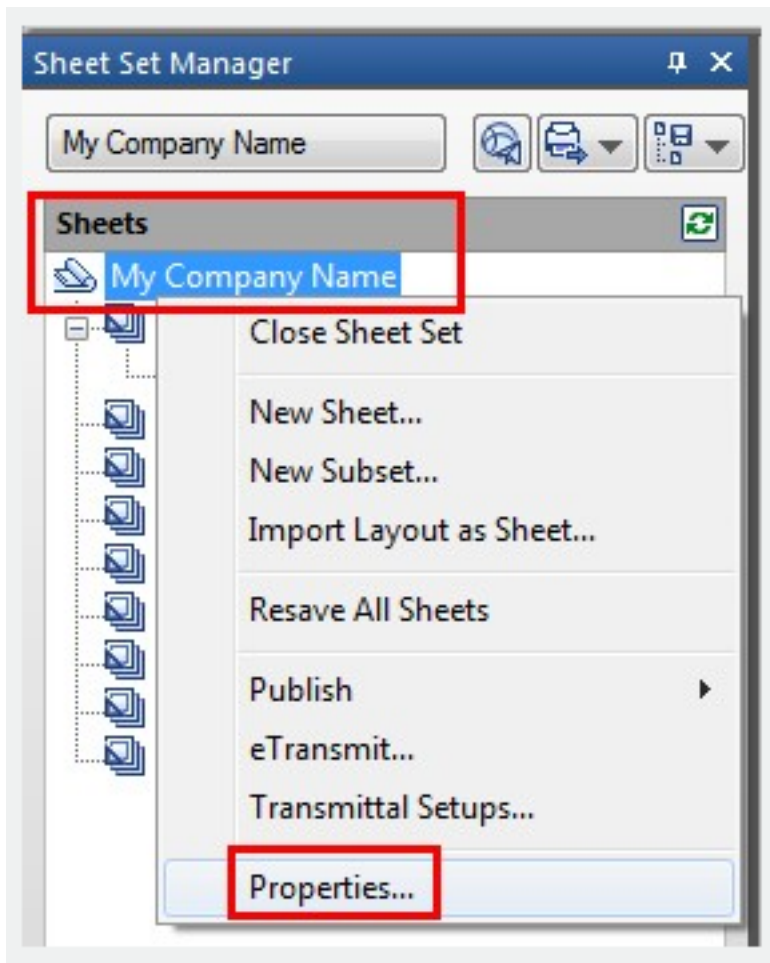 Sheet Set Manager
My Company Name
Sheets
My Company Name
Close Sheet Set
New Sheet...
New Subset...
Import Layout as Sheet...
Resave All Sheets
Publish
eTransmit...
Transmittal Setups...
Properties...